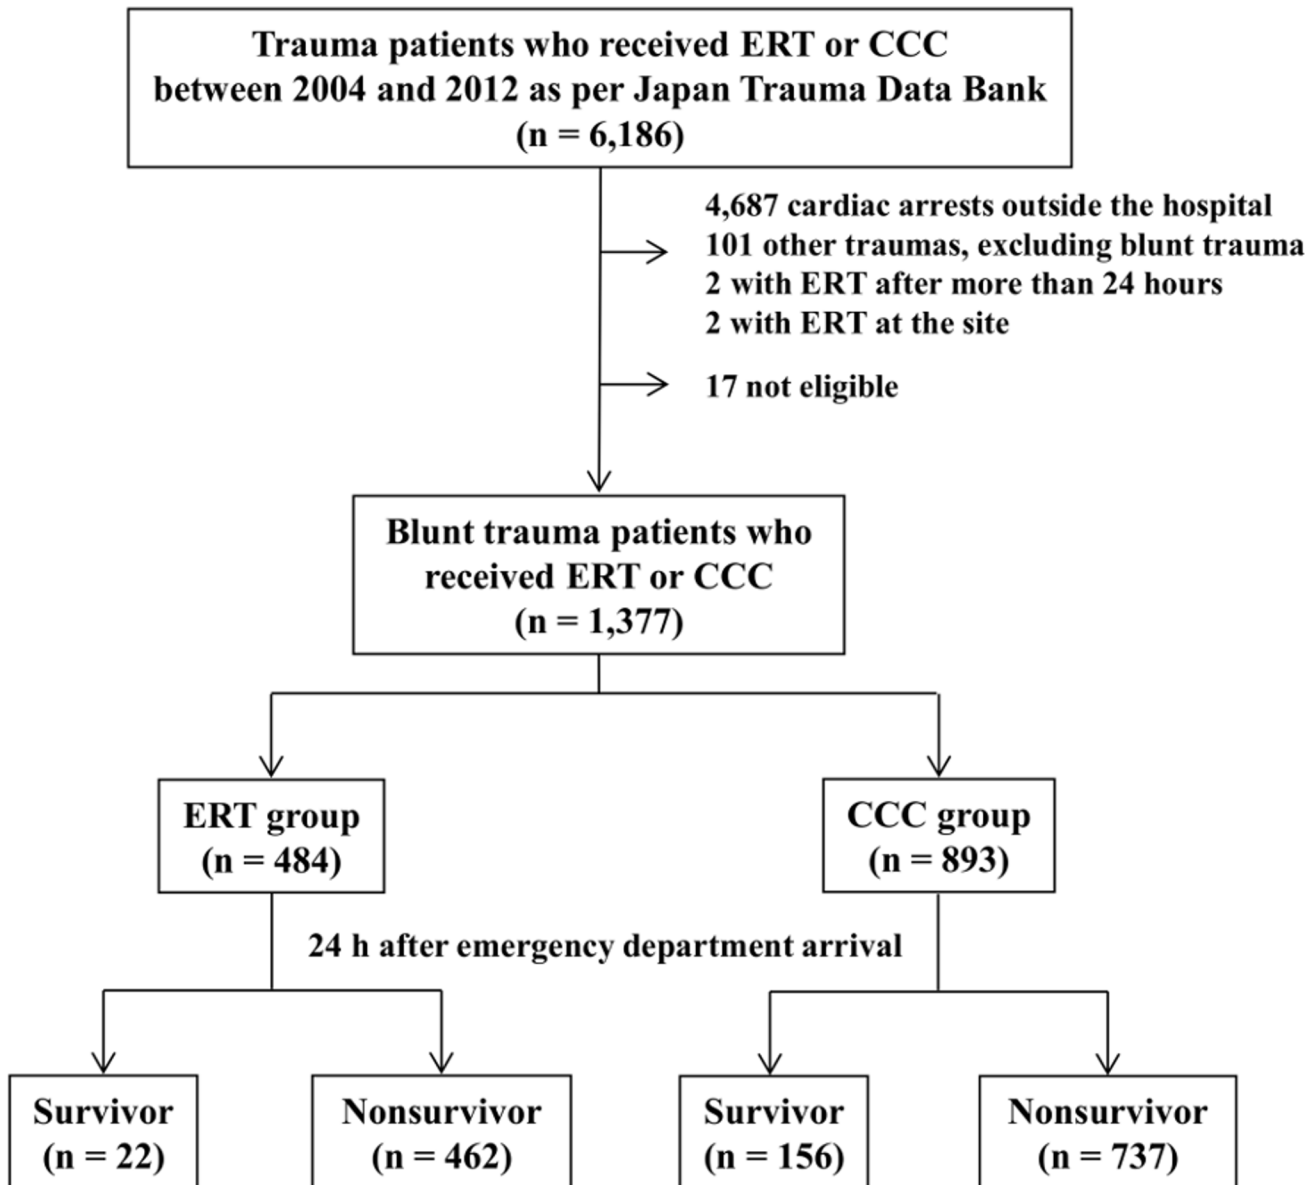 Trauma patients who received ERT or CCC
between 2004 and 2012 as per Japan Trauma Data Bank
(n = 6,186)
4,687 cardiac arrests outside the hospital
101 other traumas, excluding blunt trauma
2 with ERT after more than 24 hours
2 with ERT at the site
17 not eligible
Blunt trauma patients who
received ERT or CCC
(n = 1,377)
ERT group
(n = 484)
CCC group
(n = 893)
24 h after emergency department arrival
Survivor
(n = 22)
Nonsurvivor
(n = 462)
Survivor
(n = 156)
Nonsurvivor
(n = 737)